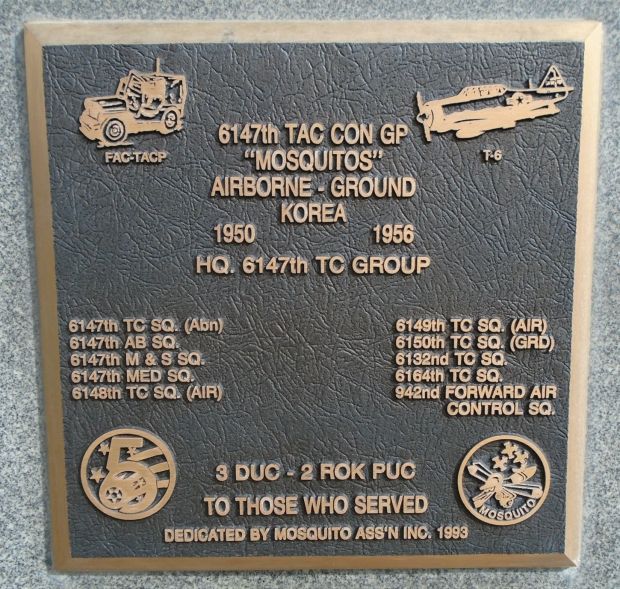 FAC-TACP
T-6
6147th TAC CON GP
"MOSQUITOS"
AIRBORNE - GROUND
KOREA
1950 1956
HQ. 6147th TC GROUP
6147th TC SQ. (Abn)
6147th AB SQ.
6147th M & S SQ.
6147th MED SQ.
6148th TC SQ. (AIR)
6149th TC SQ. (AIR)
6150th TC SQ. (GRD)
6132nd TC SQ.
6164th TC SQ.
942nd FORWARD AIR
CONTROL SQ.
5
MOSQUITO
3 DUC - 2 ROK PUC
TO THOSE WHO SERVED
DEDICATED BY MOSQUITO ASS'N INC. 1993